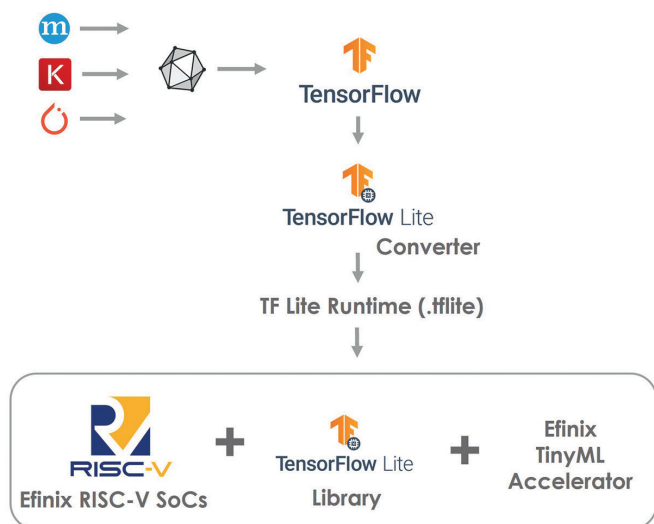 m
K
TensorFlow
TensorFlow Lite
Converter
TF Lite Runtime (.tflite)
RISC-V
Efinix RISC-V SoCs
+
TensorFlow Lite
Library
+
Efinix
TinyML
Accelerator